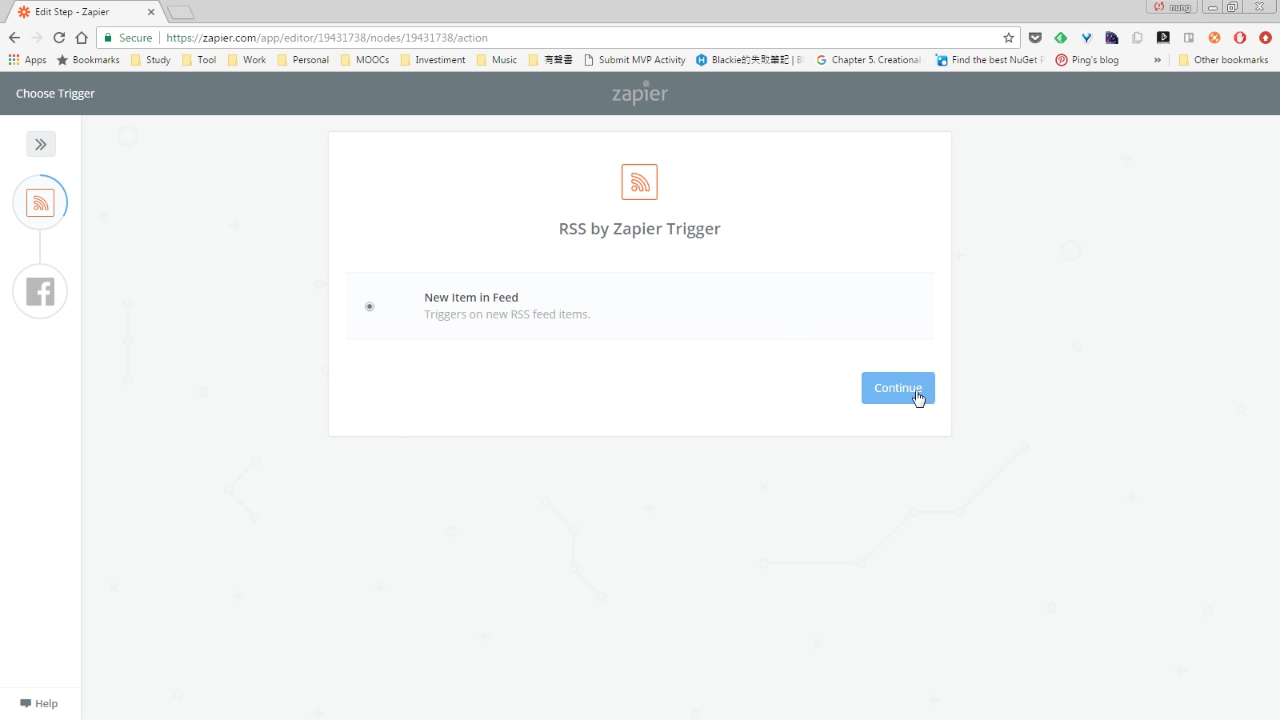 Edit Step - Zapier
nung
Secure https://zapier.com/app/editor/19431738/nodes/19431738/action
Apps Bookmarks Study Tool Work Personal MOOCs Investiment Music 有聲書 Submit MVP Activity Blackie的失敗筆記 | Bl Chapter 5. Creational Find the best NuGet P Ping's blog » Other bookmarks
Choose Trigger
zapier
RSS by Zapier Trigger
New Item in Feed
Triggers on new RSS feed items.
Continue
Help